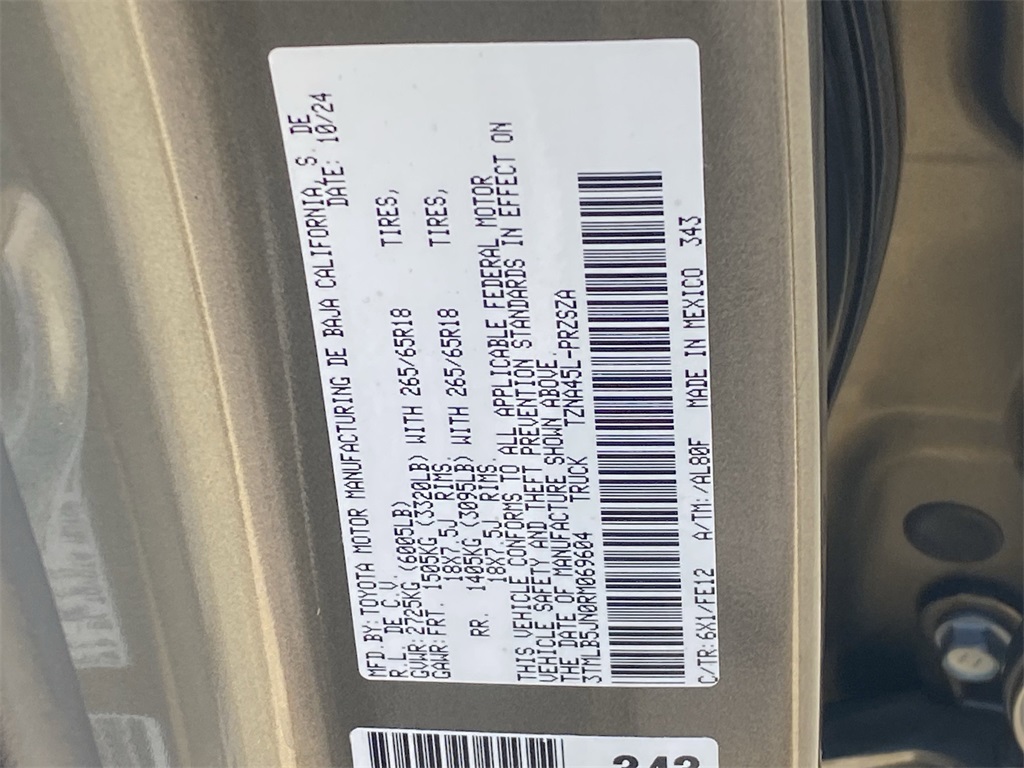 MFD.BY:TOYOTA MOTOR MANUFACTURING DE BAJA CALIFORNIA, S. DE
R.L. DE C.V. DATE: 10/24
GVWR:2725KG (6005LB)
GAWR:FRT. 1505KG (3320LB) WITH 265/65R18 TIRES,
18X7.5J RIMS.
RR. 1405KG (3095LB) WITH 265/65R18 TIRES,
18X7.5J RIMS.
THIS VEHICLE CONFORMS TO ALL APPLICABLE FEDERAL MOTOR
VEHICLE SAFETY AND THEFT PREVENTION STANDARDS IN EFFECT ON
THE DATE OF MANUFACTURE SHOWN ABOVE.
3TMLB5JN0RM069604 TRUCK TZNA45L-PRZSZA
C/TR:6X1/FE12 A/TM:/AL80F MADE IN MEXICO 343
343